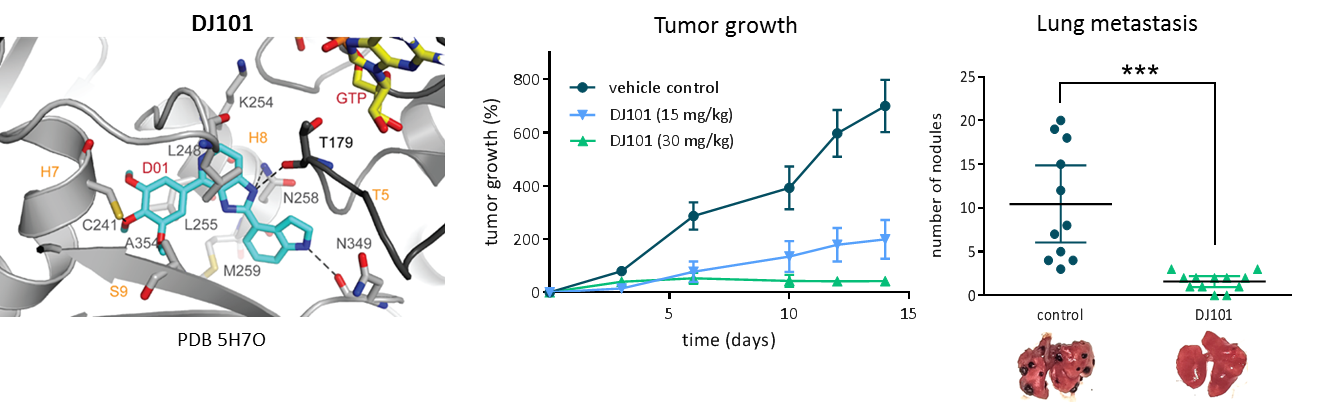 DJ101
K254
GTP
H8
T179
L248
H7
D01
T5
N258
C241
L255
A354
N349
M259
S9
PDB 5H7O
Tumor growth
tumor growth (%)
800
600
400
200
0
vehicle control
DJ101 (15 mg/kg)
DJ101 (30 mg/kg)
5
10
15
time (days)
Lung metastasis
***
number of nodules
25
20
15
10
5
0
control
DJ101